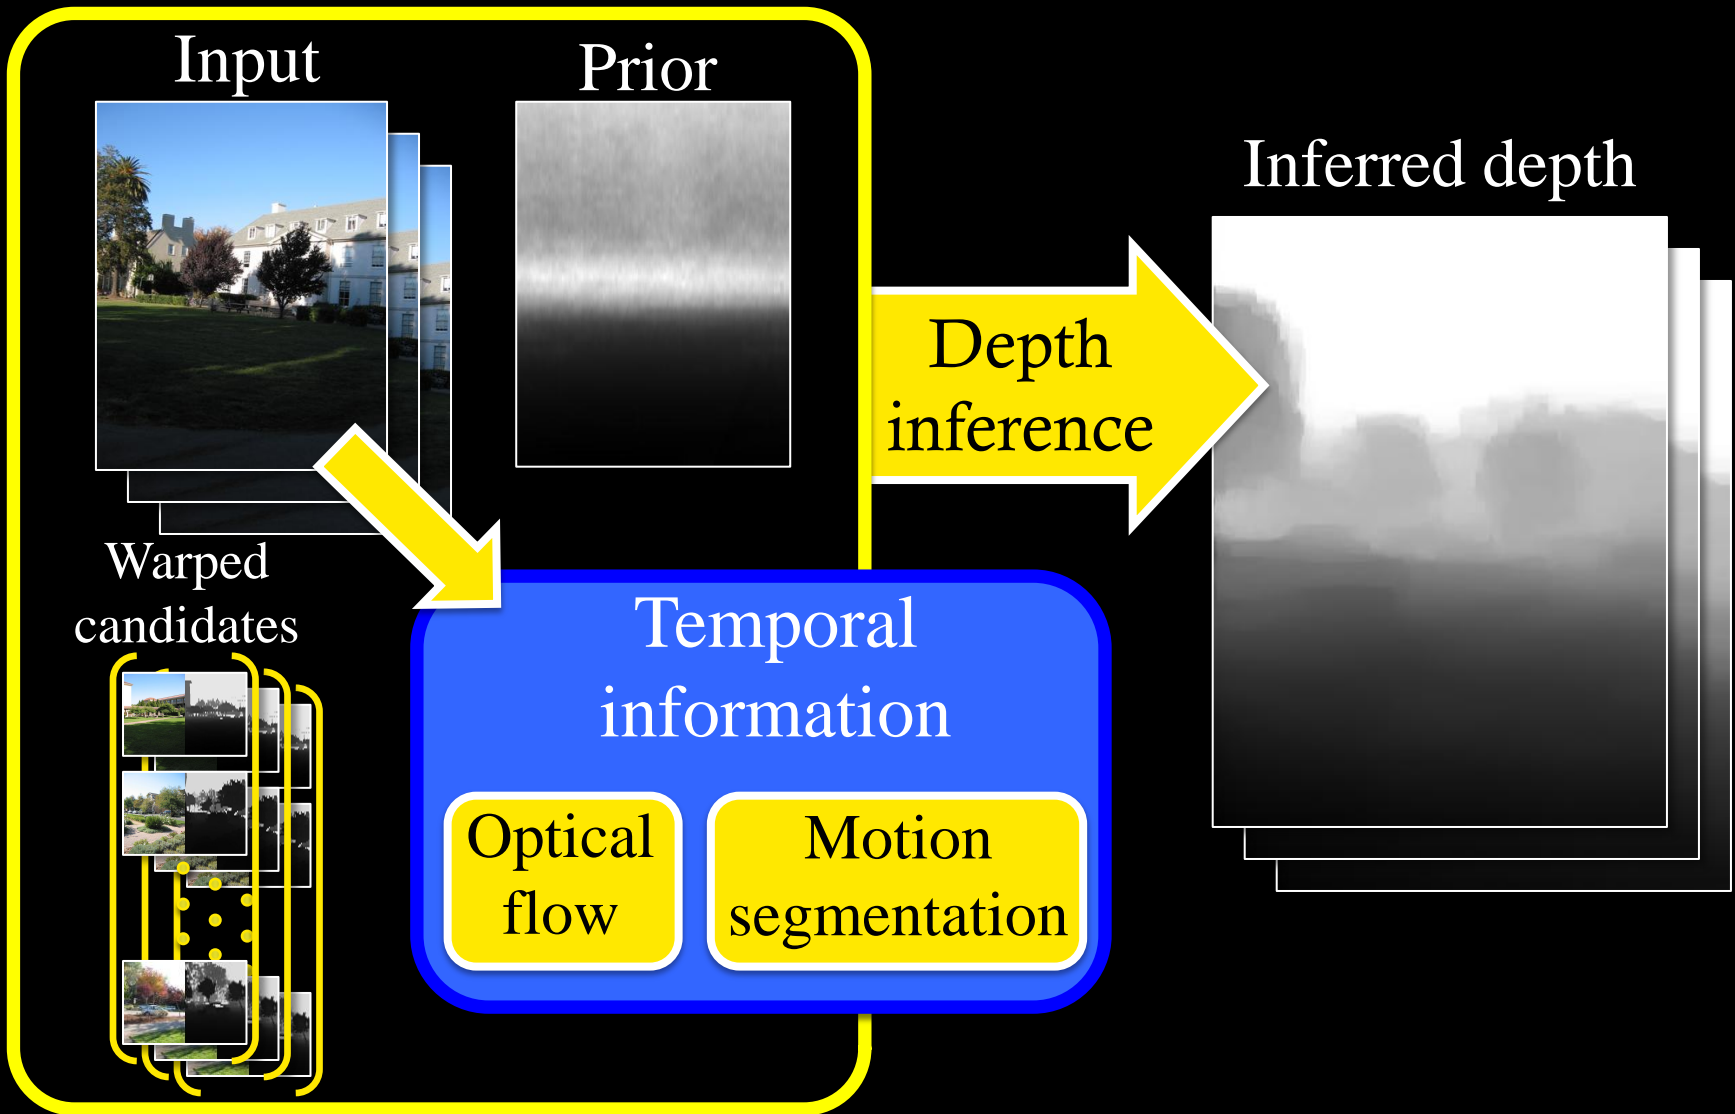 Input
Prior
Inferred depth
Depth
inference
Warped
candidates
Temporal
information
Optical
flow
Motion
segmentation